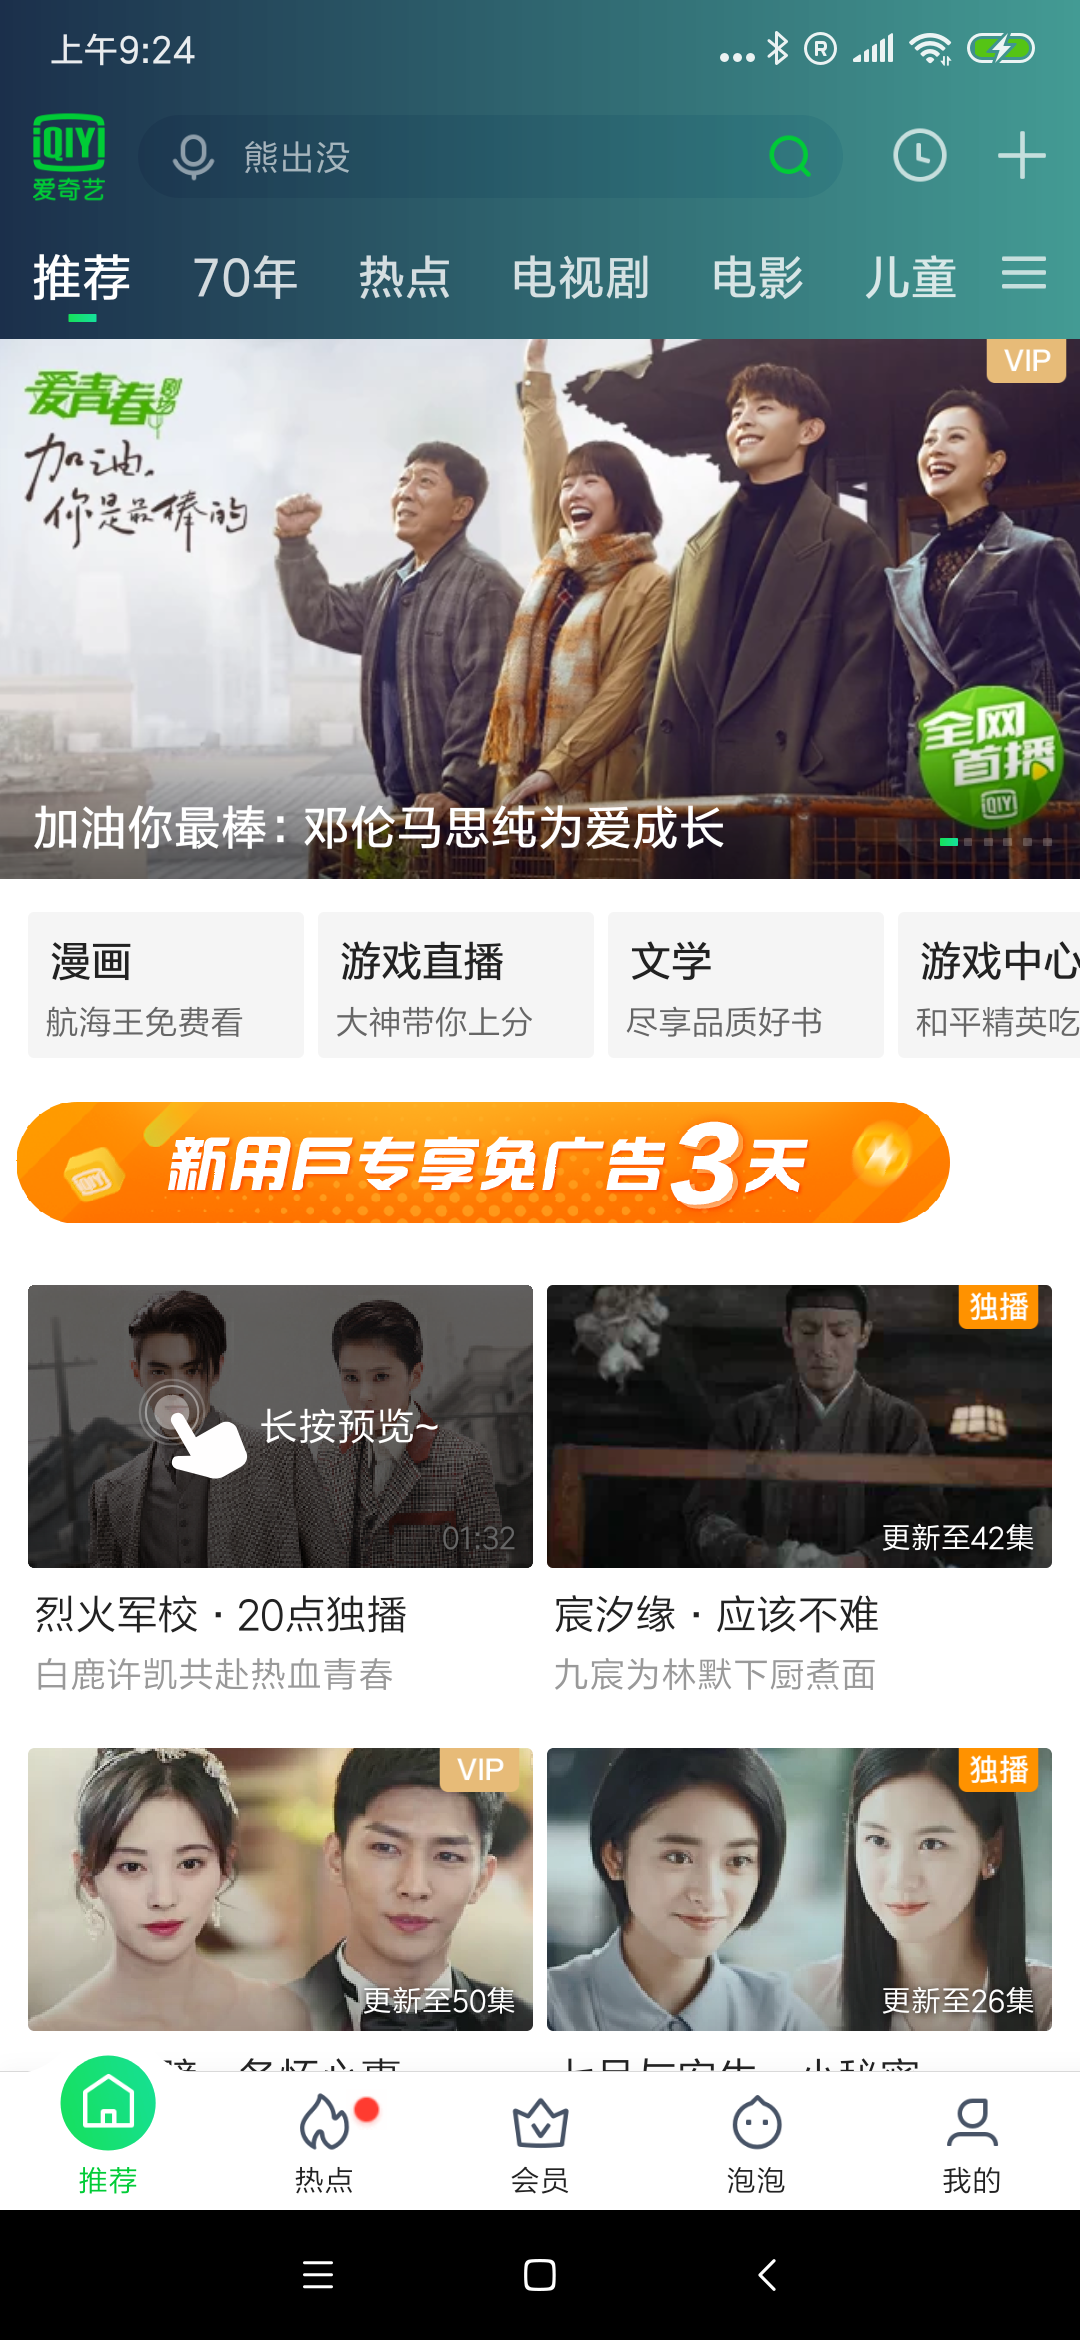 上午9:24
iQIYI
爱奇艺
熊出没
推荐 70年 热点 电视剧 电影 儿童
VIP
爱青春剧场
加油,
你是最棒的
全网
首播
iQIYI
加油你最棒：邓伦马思纯为爱成长
漫画 游戏直播 文学 游戏中心
航海王免费看 大神带你上分 尽享品质好书 和平精英吃
新用户专享免广告3天
长按预览~
01:32
独播
更新至42集
烈火军校·20点独播
白鹿许凯共赴热血青春
宸汐缘·应该不难
九宸为林默下厨煮面
VIP
更新至50集
独播
更新至26集
推荐 热点 会员 泡泡 我的